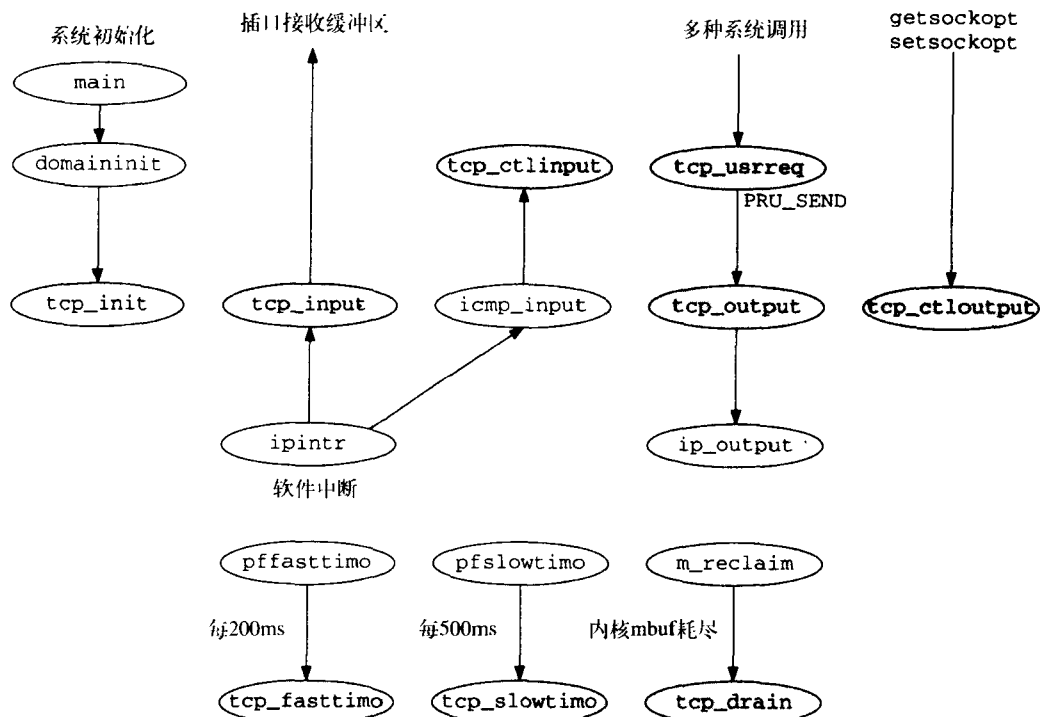 系统初始化
插口接收缓冲区
多种系统调用
getsockopt
setsockopt
main
domaininit
tcp_ctlinput
tcp_usrreq
PRU_SEND
tcp_init
tcp_input
icmp_input
tcp_output
tcp_ctloutput
ipintr
ip_output
软件中断
pffasttimo
pfslowtimo
m_reclaim
每200ms
每500ms
内核mbuf耗尽
tcp_fasttimo
tcp_slowtimo
tcp_drain